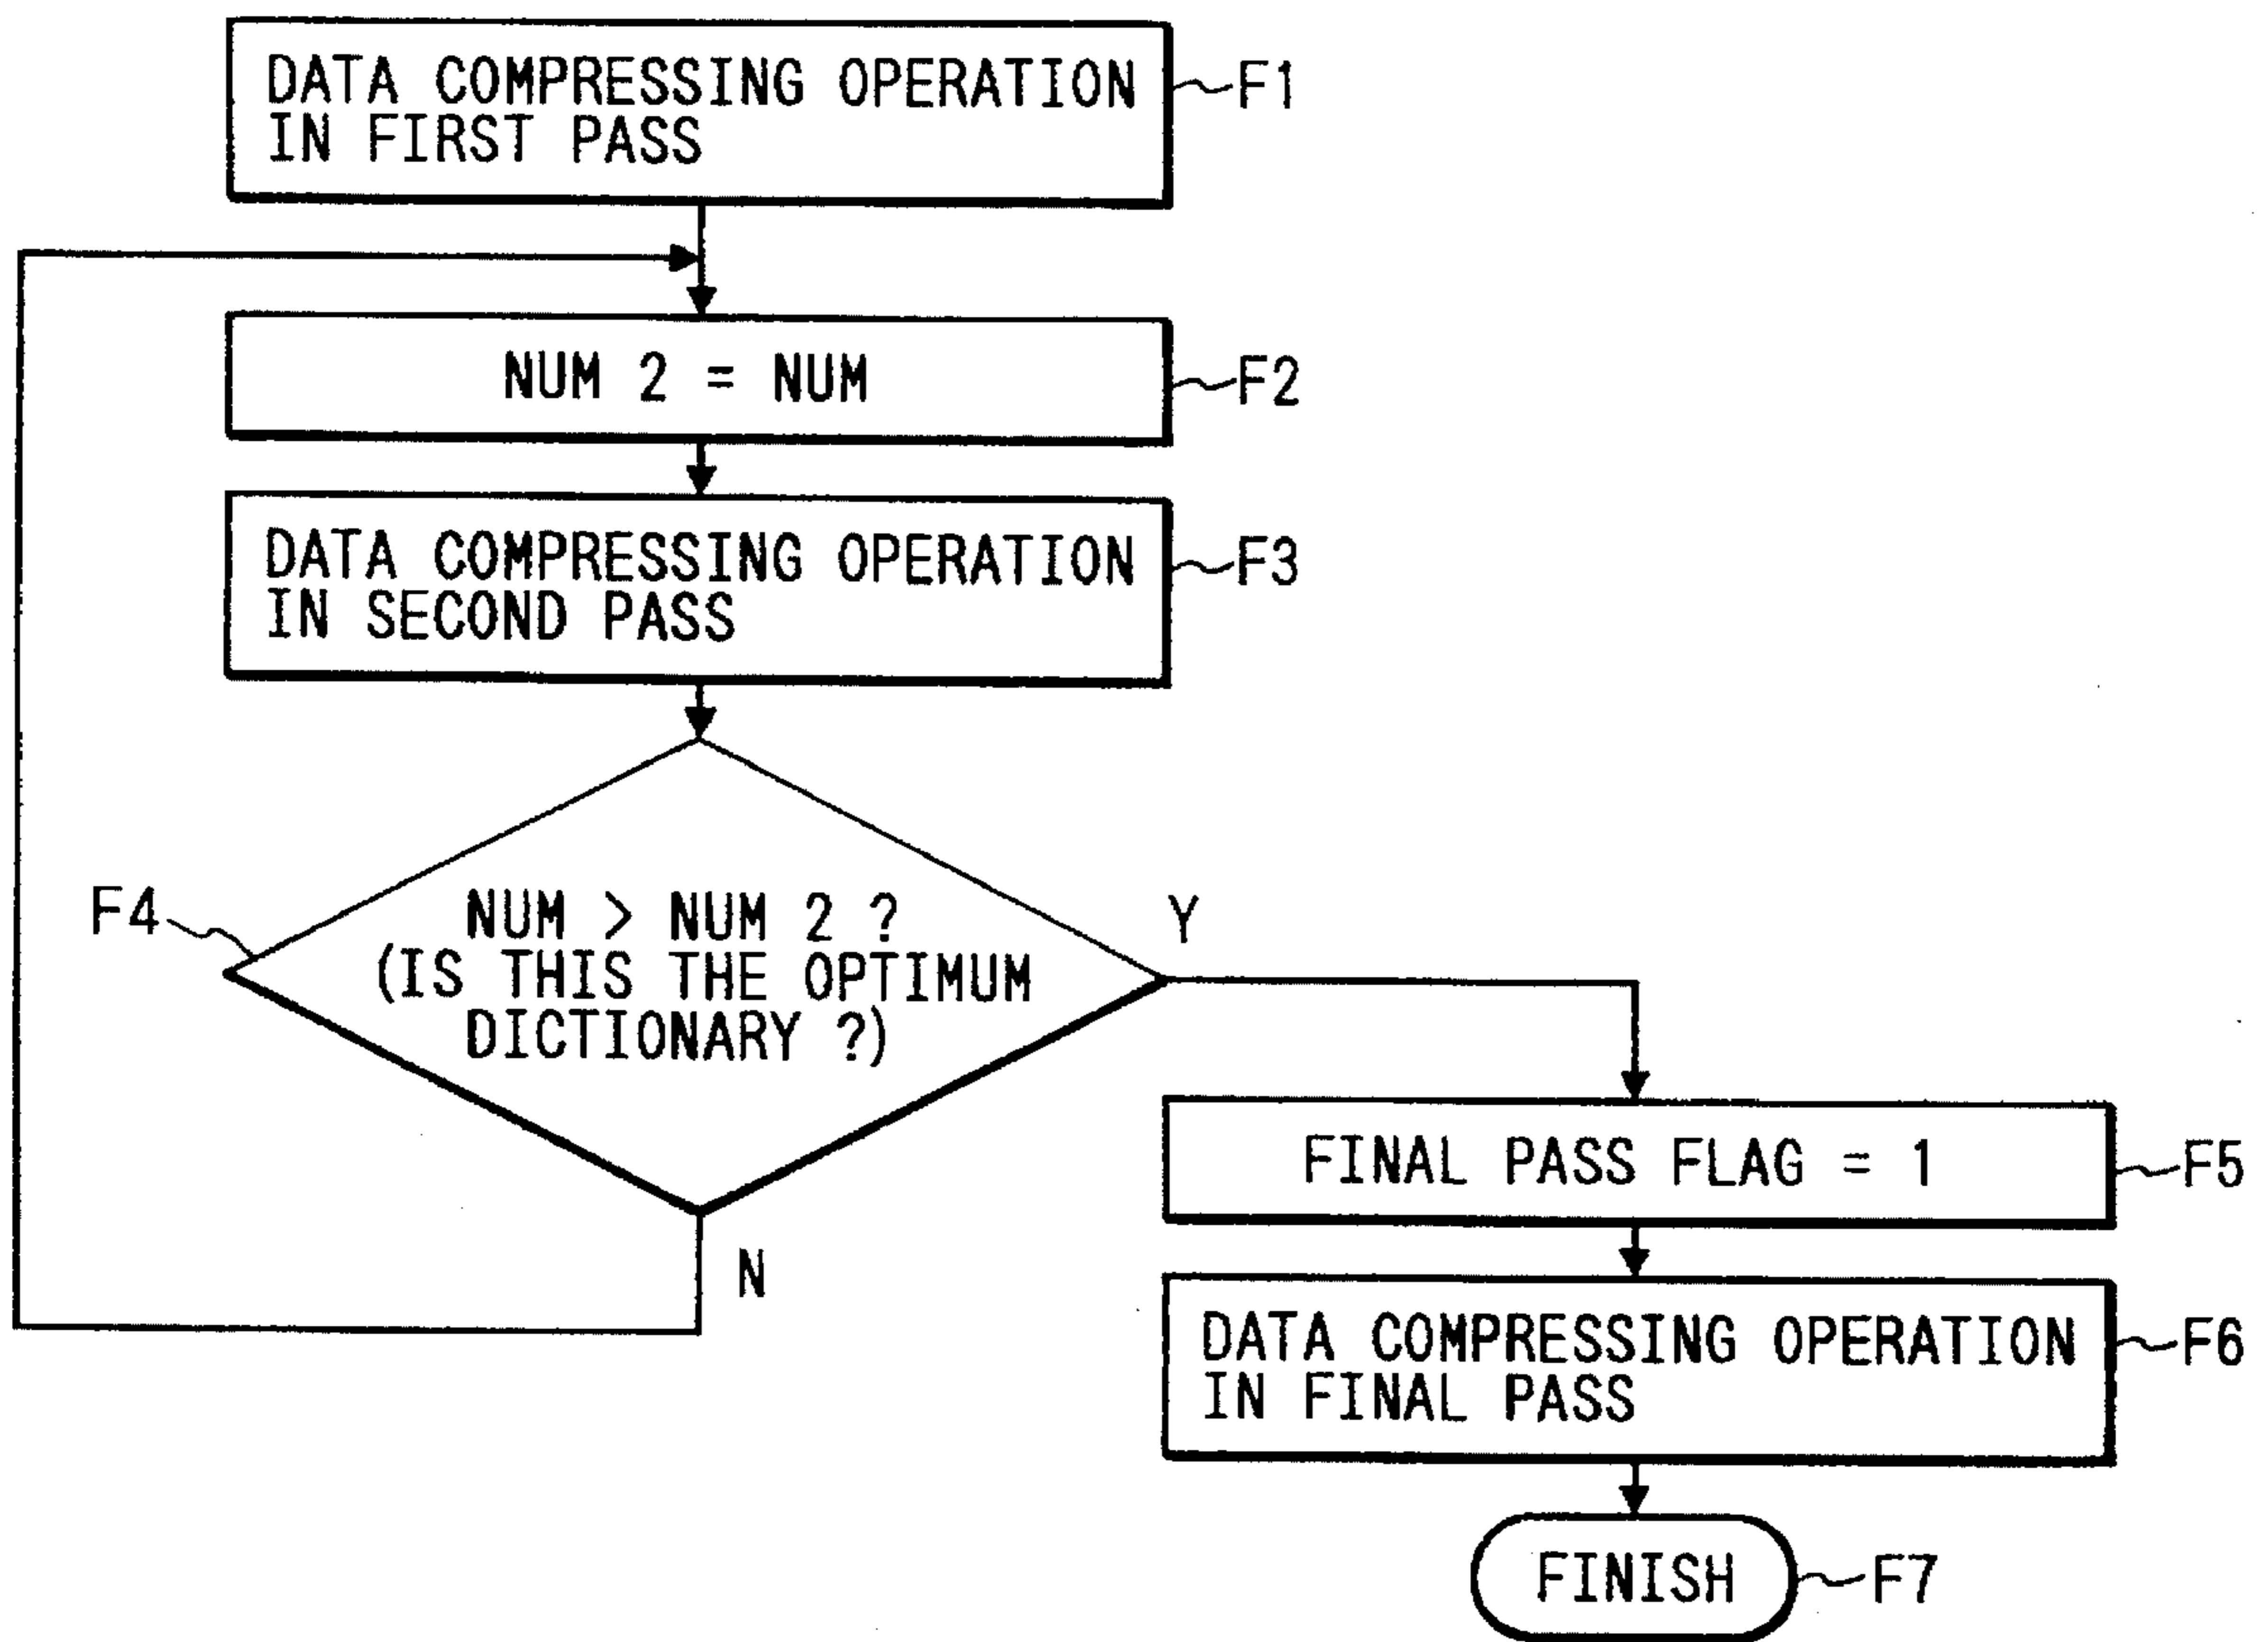 DATA COMPRESSING OPERATION
IN FIRST PASS
F1
NUM 2 = NUM
F2
DATA COMPRESSING OPERATION
IN SECOND PASS
F3
F4
NUM > NUM 2 ?
(IS THIS THE OPTIMUM
DICTIONARY ?)
Y
N
FINAL PASS FLAG = 1
F5
DATA COMPRESSING OPERATION
IN FINAL PASS
F6
FINISH
F7